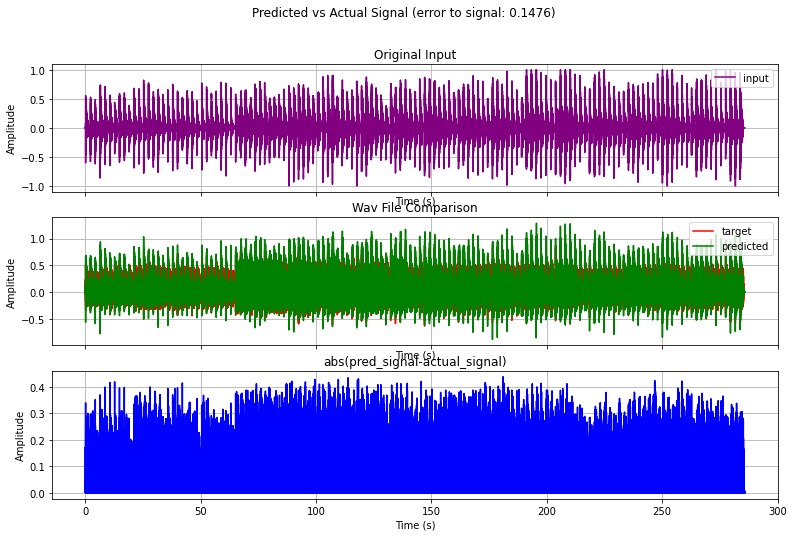 Predicted vs Actual Signal (error to signal: 0.1476)
Original Input
1.0
0.5
0.0
−0.5
−1.0
Amplitude
input
Time (s)
Wav File Comparison
1.0
0.5
0.0
−0.5
Amplitude
target
predicted
Time (s)
abs(pred_signal-actual_signal)
0.4
0.3
0.2
0.1
0.0
Amplitude
0 50 100 150 200 250 300
Time (s)